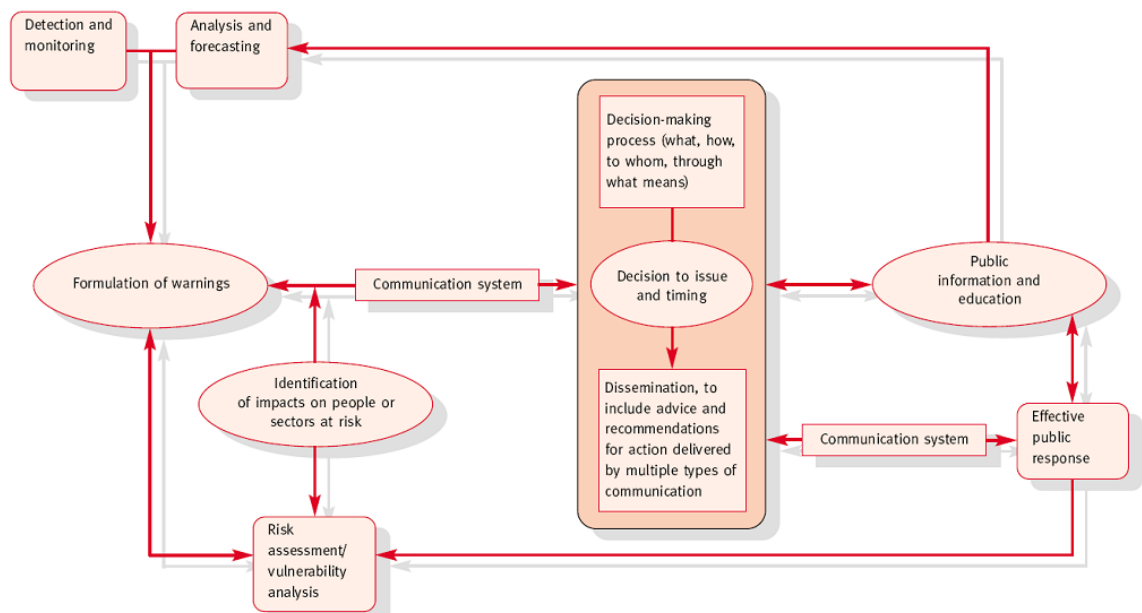 Detection and
monitoring
Analysis and
forecasting
Decision-making
process (what, how,
to whom, through
what means)
Formulation of warnings
Communication system
Decision to issue
and timing
Public
information and
education
Identification
of impacts on people or
sectors at risk
Dissemination, to
include advice and
recommendations
for action delivered
by multiple types of
communication
Communication system
Effective
public
response
Risk
assessment/
vulnerability
analysis